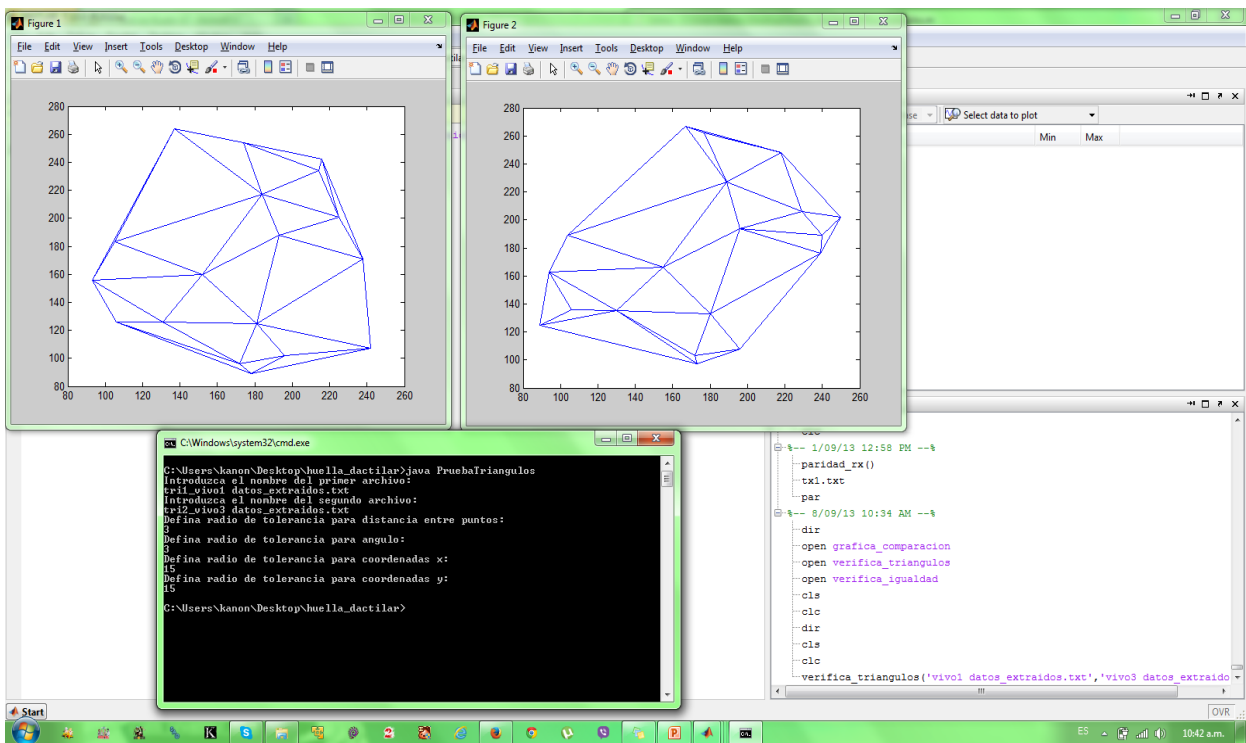 Figure 1
File Edit View Insert Tools Desktop Window Help
280
260
240
220
200
180
160
140
120
100
80
80 100 120 140 160 180 200 220 240 260
Figure 2
File Edit View Insert Tools Desktop Window Help
280
260
240
220
200
180
160
140
120
100
80
80 100 120 140 160 180 200 220 240 260
Select data to plot
Min Max
C:\Windows\system32\cmd.exe
C:\Users\kanon\Desktop\huella_dactilar>java PruebaTriangulos
Introduzca el nombre del primer archivo:
tri1_vivo1 datos_extraidos.txt
Introduzca el nombre del segundo archivo:
tri2_vivo3 datos_extraidos.txt
Defina radio de tolerancia para distancia entre puntos:
3
Defina radio de tolerancia para angulo:
3
Defina radio de tolerancia para coordenadas x:
15
Defina radio de tolerancia para coordenadas y:
15
C:\Users\kanon\Desktop\huella_dactilar>
clc
%-- 1/09/13 12:58 PM --%
paridad_rx()
tx1.txt
par
%-- 8/09/13 10:34 AM --%
dir
open grafica_comparacion
open verifica_triangulos
open verifica_igualdad
cls
clc
dir
cls
clc
verifica_triangulos('vivo1 datos_extraidos.txt','vivo3 datos_extraido
Start
OVR
ES 10:42 a.m.